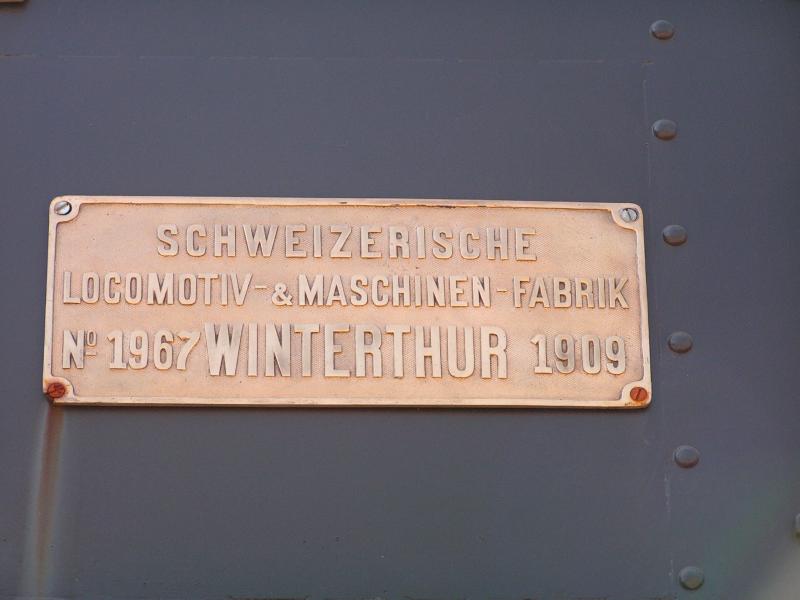 SCHWEIZERISCHE
LOCOMOTIV-&MASCHINEN-FABRIK
Nº 1967 WINTERTHUR 1909